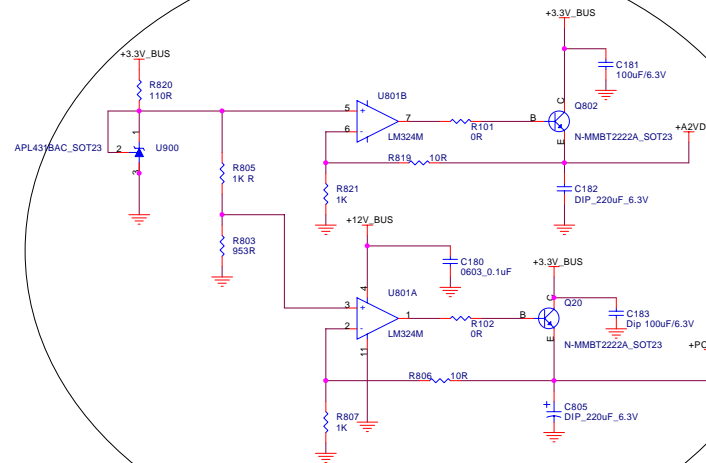 +3.3V_BUS
C181
100uF/6.3V
+3.3V_BUS
R820
110R
U801B
C
Q802
5
+
7
B
6
-
LM324M
R101
0R
E
N-MMBT2222A_SOT23
+A2VD
1
APL431BAC_SOT23
2
U900
3
R805
1K R
R819
10R
R821
1K
C182
DIP_220uF_6.3V
+12V_BUS
R803
953R
C180
0603_0.1uF
+3.3V_BUS
4
U801A
C
Q20
3
+
1
B
C183
Dip 100uF/6.3V
2
-
LM324M
R102
0R
E
N-MMBT2222A_SOT23
11
R806
10R
R807
1K
+
C805
DIP_220uF_6.3V